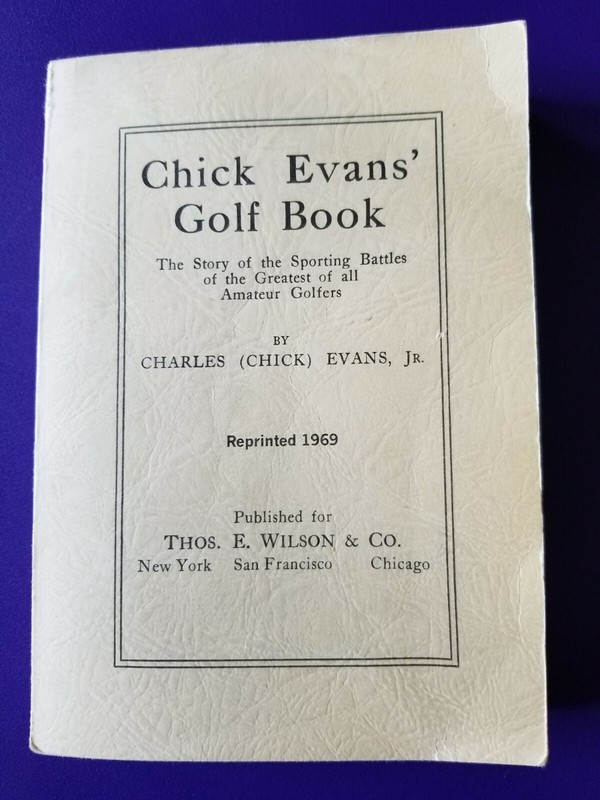 Chick Evans'
Golf Book
The Story of the Sporting Battles
of the Greatest of all
Amateur Golfers
BY
CHARLES (CHICK) EVANS, JR.
Reprinted 1969
Published for
THOS. E. WILSON & CO.
New York San Francisco Chicago